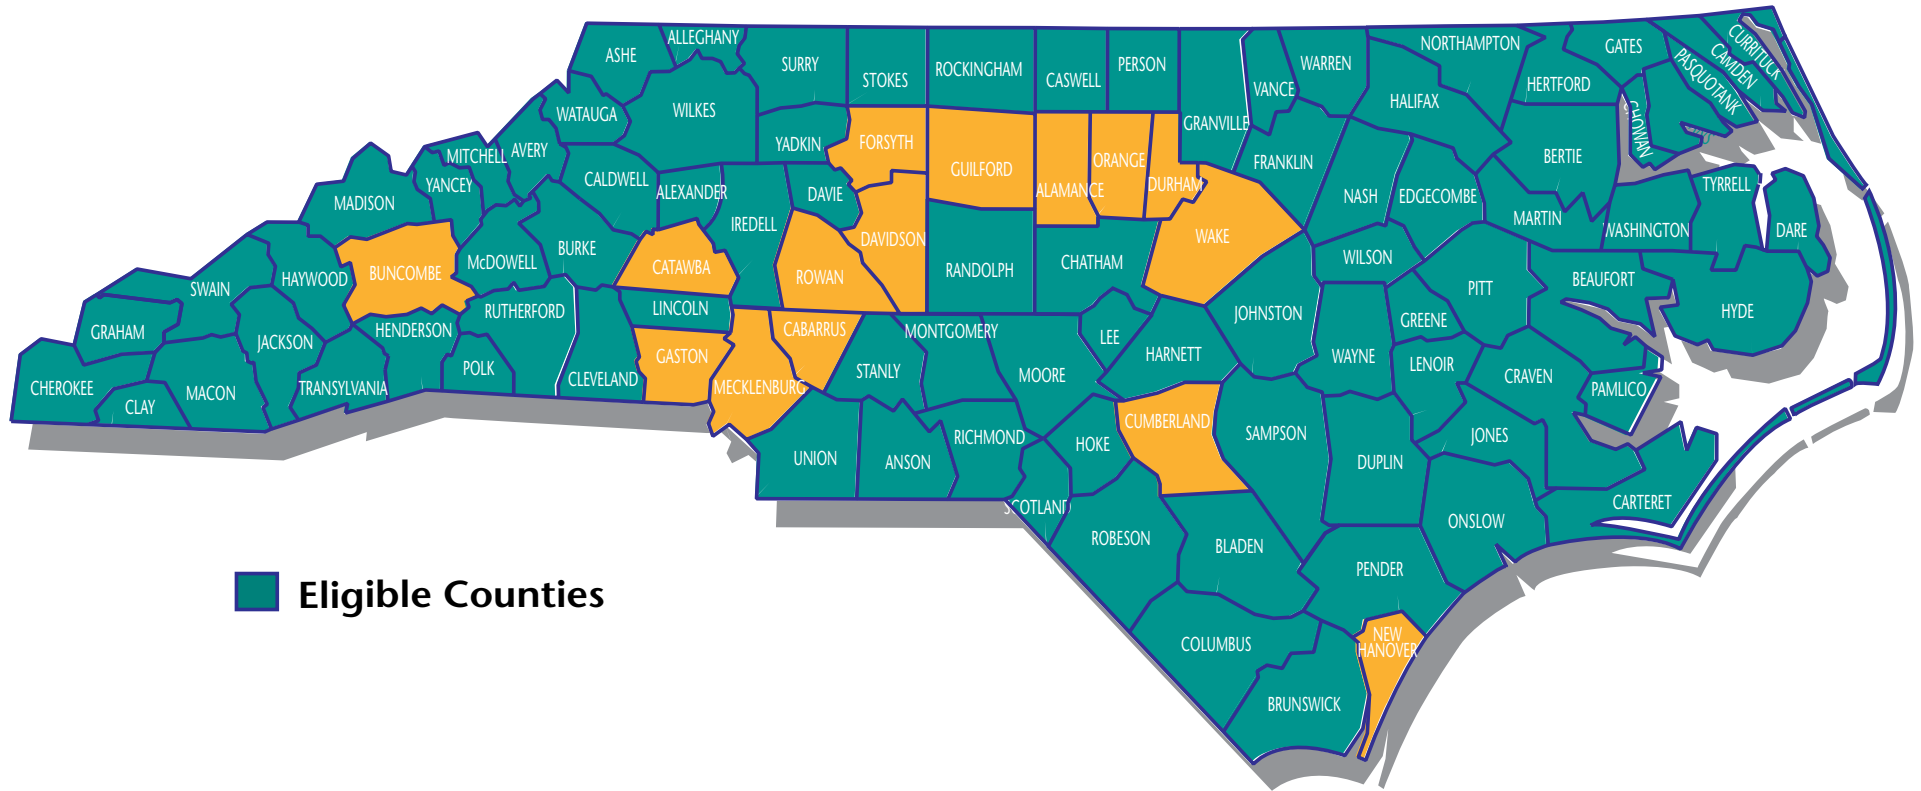 ALLEGHANY
ASHE
SURRY
STOKES
ROCKINGHAM
CASWELL
PERSON
GRANVILLE
VANCE
WARREN
NORTHAMPTON
HALIFAX
HERTFORD
GATES
CURRITUCK
CAMDEN
PASQUOTANK
CHOWAN
WATAUGA
WILKES
YADKIN
FORSYTH
GUILFORD
ALAMANCE
ORANGE
DURHAM
FRANKLIN
NASH
EDGECOMBE
BERTIE
MARTIN
WASHINGTON
TYRRELL
DARE
MITCHELL
AVERY
YANCEY
CALDWELL
ALEXANDER
IREDELL
DAVIE
DAVIDSON
RANDOLPH
CHATHAM
WAKE
WILSON
PITT
BEAUFORT
HYDE
MADISON
BUNCOMBE
McDOWELL
BURKE
CATAWBA
ROWAN
HAYWOOD
SWAIN
GRAHAM
JACKSON
HENDERSON
RUTHERFORD
LINCOLN
CABARRUS
MONTGOMERY
LEE
HARNETT
JOHNSTON
GREENE
WAYNE
LENOIR
CRAVEN
PAMLICO
CHEROKEE
CLAY
MACON
TRANSYLVANIA
POLK
CLEVELAND
GASTON
MECKLENBURG
STANLY
MOORE
CUMBERLAND
SAMPSON
DUPLIN
JONES
CARTERET
ONSLOW
UNION
ANSON
RICHMOND
HOKE
SCOTLAND
ROBESON
BLADEN
PENDER
NEW
HANOVER
COLUMBUS
BRUNSWICK
Eligible Counties